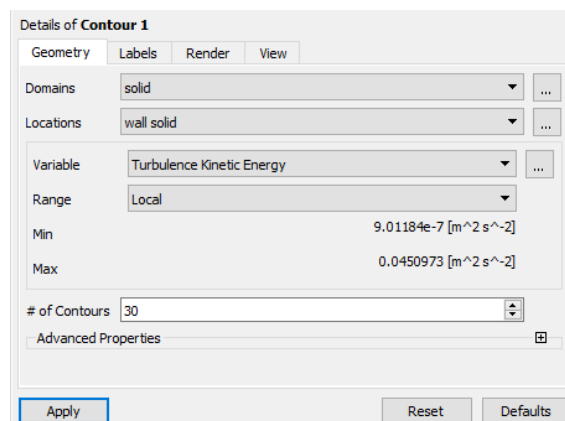 Details of Contour 1
Geometry Labels Render View
Domains solid ...
Locations wall solid ...
Variable Turbulence Kinetic Energy ...
Range Local
Min 9.01184e-7 [m^2 s^-2]
Max 0.0450973 [m^2 s^-2]
# of Contours 30
Advanced Properties
Apply Reset Defaults